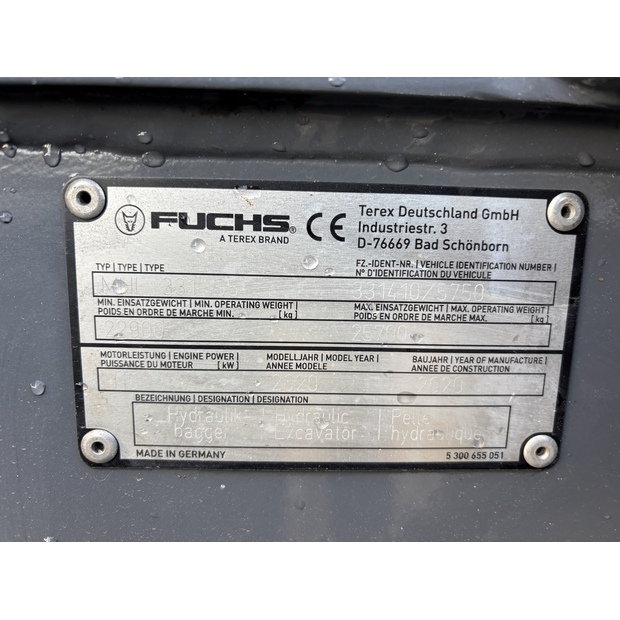 FUCHS®
A TEREX BRAND
CE
Terex Deutschland GmbH
Industriestr. 3
D-76669 Bad Schönborn
TYP | TYPE | TYPE
FZ.-IDENT-NR. | VEHICLE IDENTIFICATION NUMBER |
N° D'IDENTIFICATION DU VÉHICULE
MIN. EINSATZGEWICHT | MIN. OPERATING WEIGHT |
POIDS EN ORDRE DE MARCHE MIN. [kg]
MAX. EINSATZGEWICHT | MAX. OPERATING WEIGHT |
POIDS EN ORDRE DE MARCHE MAX. [kg]
MOTORLEISTUNG | ENGINE POWER |
PUISSANCE DU MOTEUR [kW]
MODELLJAHR | MODEL YEAR |
ANNÉE MODELE
BAUJAHR | YEAR OF MANUFACTURE |
ANNÉE DE CONSTRUCTION
2020
BEZEICHNUNG | DESIGNATION | DESIGNATION
Hydraulik- | Hydraulic | Pelle
bagger | Excavator | hydraulique
MADE IN GERMANY
5 300 655 051